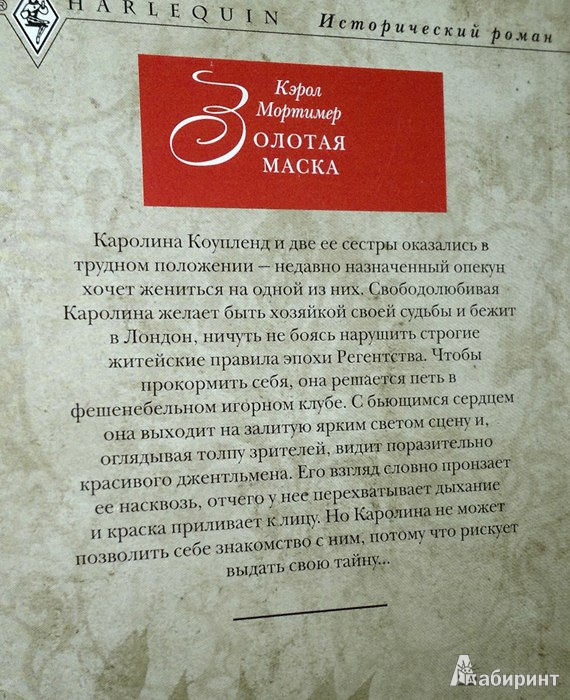 ® HARLEQUIN Исторический роман
Кэрол
Мортимер
ЗОЛОТАЯ
МАСКА
Каролина Коупленд и две ее сестры оказались в
трудном положении – недавно назначенный опекун
хочет жениться на одной из них. Свободолюбивая
Каролина желает быть хозяйкой своей судьбы и бежит
в Лондон, ничуть не боясь нарушить строгие
житейские правила эпохи Регентства. Чтобы
прокормить себя, она решается петь в
фешенебельном игорном клубе. С бьющимся сердцем
она выходит на залитую ярким светом сцену и,
оглядывая толпу зрителей, видит поразительно
красивого джентльмена. Его взгляд словно пронзает
ее насквозь, отчего у нее перехватывает дыхание
и краска приливает к лицу. Но Каролина не может
позволить себе знакомство с ним, потому что рискует
выдать свою тайну...
Лабиринт